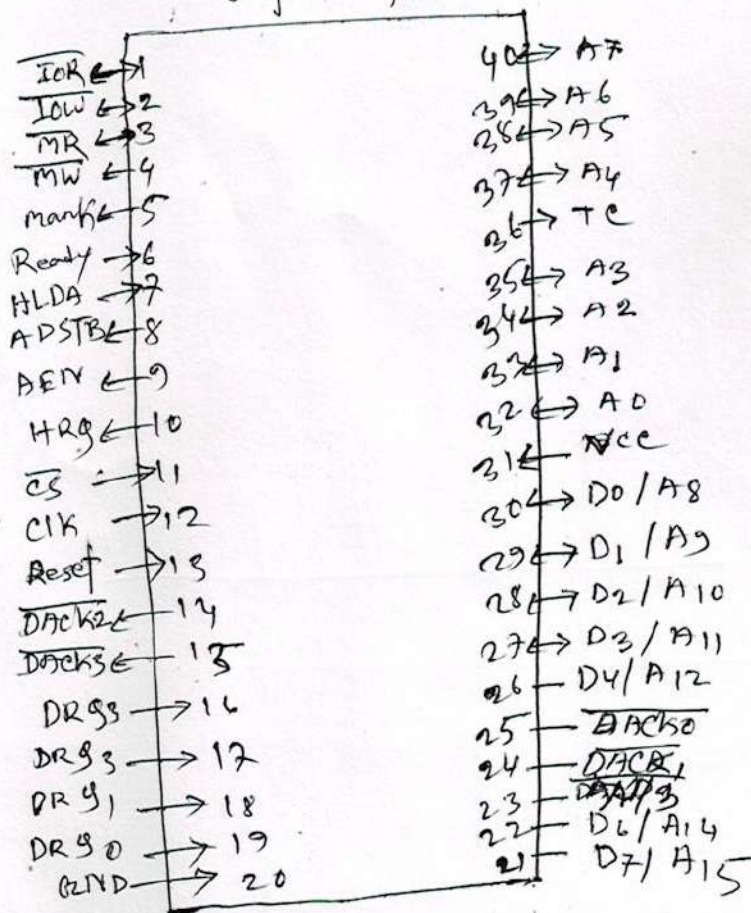 IOR 1
IOW 2
MR 3
MW 4
mark 5
Ready 6
HLDA 7
ADSTB 8
AEN 9
HRQ 10
CS 11
CLK 12
Reset 13
DACK2 14
DACK3 15
DRQ3 16
DRQ3 17
DRQ1 18
DRQ0 19
GND 20
40 A7
39 A6
38 A5
37 A4
36 TC
35 A3
34 A2
33 A1
32 A0
31 VCC
30 D0/A8
29 D1/A9
28 D2/A10
27 D3/A11
26 D4/A12
25 DACK0
24 DACK1
23
22 D6/A14
21 D7/A15